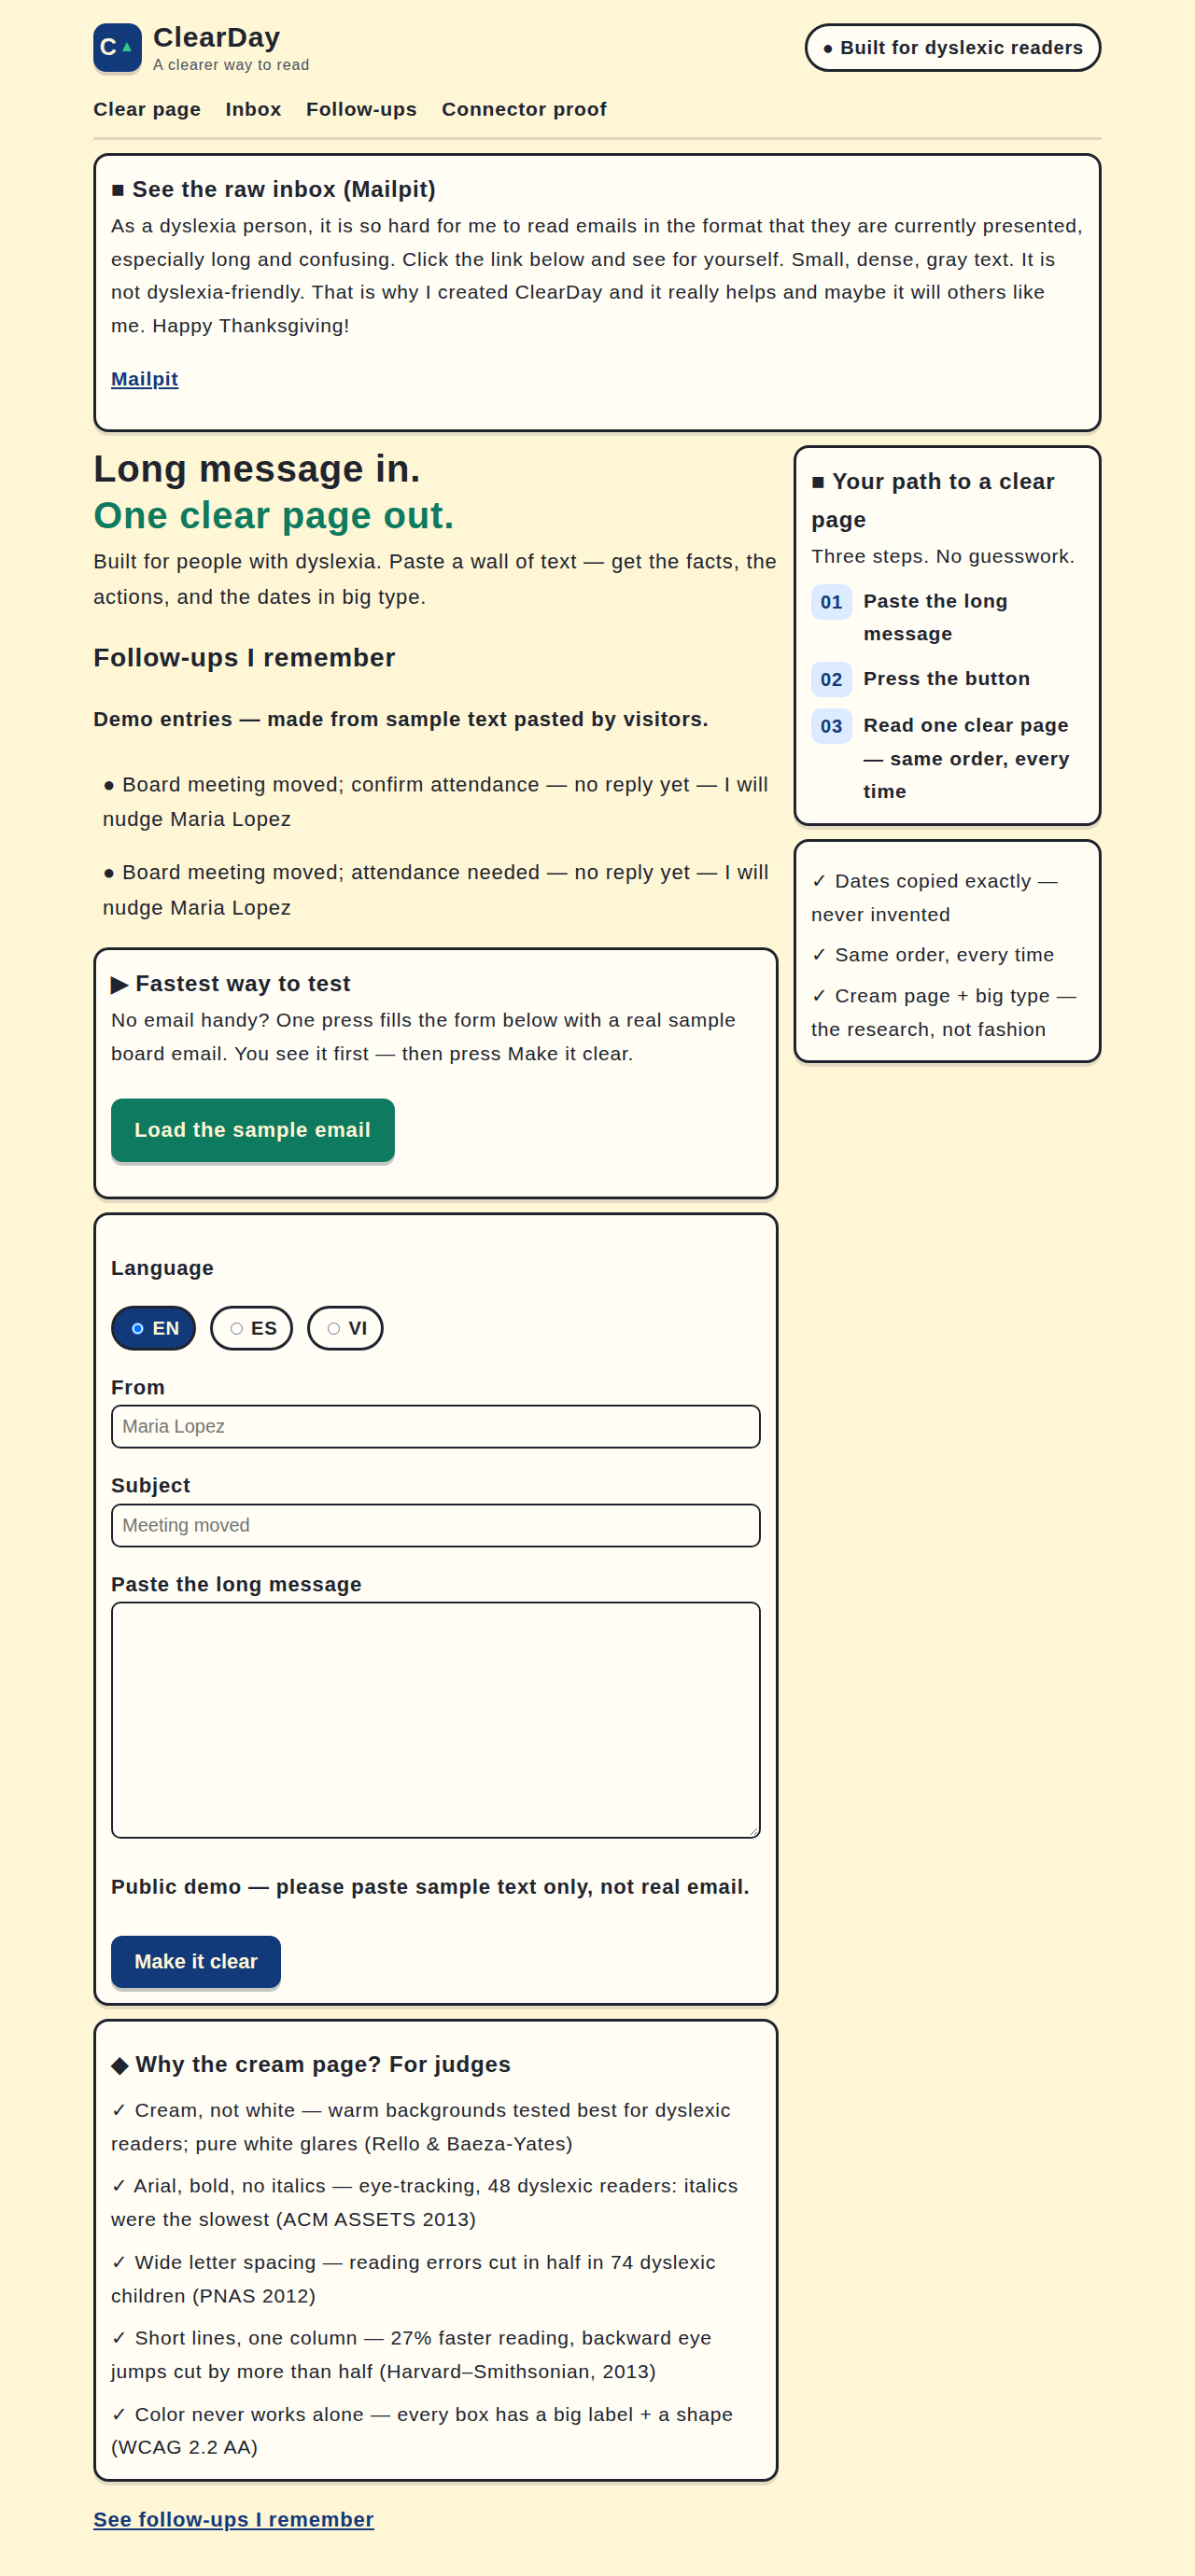 C▲ ClearDay
A clearer way to read
● Built for dyslexic readers
Clear page Inbox Follow-ups Connector proof
■ See the raw inbox (Mailpit)
As a dyslexia person, it is so hard for me to read emails in the format that they are currently presented,
especially long and confusing. Click the link below and see for yourself. Small, dense, gray text. It is
not dyslexia-friendly. That is why I created ClearDay and it really helps and maybe it will others like
me. Happy Thanksgiving!
Mailpit
Long message in.
One clear page out.
Built for people with dyslexia. Paste a wall of text — get the facts, the
actions, and the dates in big type.
Follow-ups I remember
Demo entries — made from sample text pasted by visitors.
● Board meeting moved; confirm attendance — no reply yet — I will
nudge Maria Lopez
● Board meeting moved; attendance needed — no reply yet — I will
nudge Maria Lopez
▶ Fastest way to test
No email handy? One press fills the form below with a real sample
board email. You see it first — then press Make it clear.
Load the sample email
Language
EN ES VI
From
Maria Lopez
Subject
Meeting moved
Paste the long message
Public demo — please paste sample text only, not real email.
Make it clear
◆ Why the cream page? For judges
✓ Cream, not white — warm backgrounds tested best for dyslexic
readers; pure white glares (Rello & Baeza-Yates)
✓ Arial, bold, no italics — eye-tracking, 48 dyslexic readers: italics
were the slowest (ACM ASSETS 2013)
✓ Wide letter spacing — reading errors cut in half in 74 dyslexic
children (PNAS 2012)
✓ Short lines, one column — 27% faster reading, backward eye
jumps cut by more than half (Harvard–Smithsonian, 2013)
✓ Color never works alone — every box has a big label + a shape
(WCAG 2.2 AA)
See follow-ups I remember
■ Your path to a clear
page
Three steps. No guesswork.
01 Paste the long
message
02 Press the button
03 Read one clear page
— same order, every
time
✓ Dates copied exactly —
never invented
✓ Same order, every time
✓ Cream page + big type —
the research, not fashion